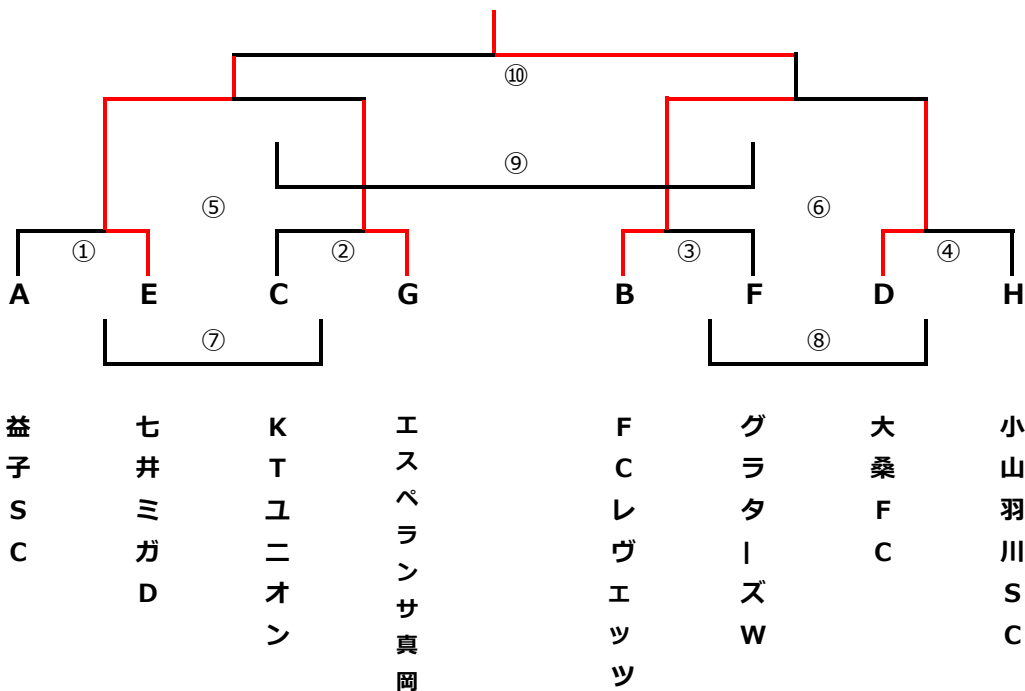 ⑩
⑨
⑤ ⑥
① ② ③ ④
A E C G B F D H
⑦ ⑧
益子SC
七井ミガD
KTユニオン
エスペランサ真岡
FCレヴェッツ
グラターズW
大桑FC
小山羽川SC